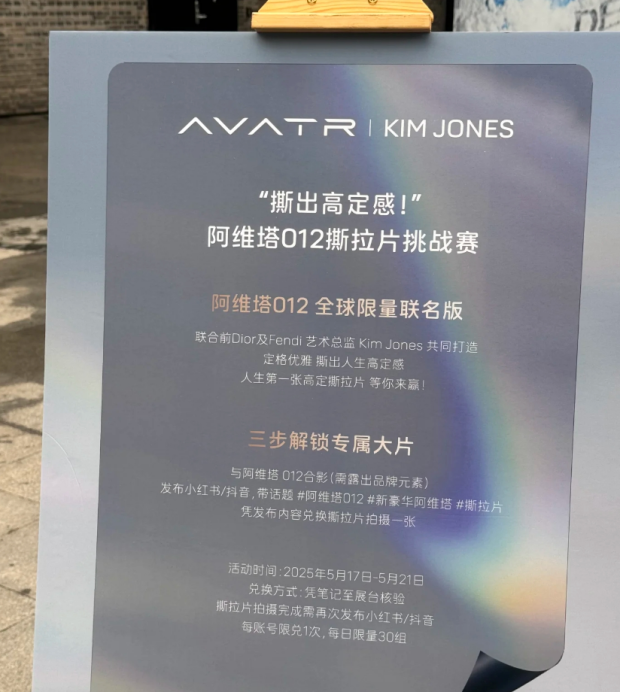 AVATR | KIM JONES
“撕出高定感！”
阿维塔012撕拉片挑战赛
阿维塔012 全球限量联名版
联合前Dior及Fendi 艺术总监 Kim Jones 共同打造
定格优雅 撕出人生高定感
人生第一张高定撕拉片 等你来赢！
三步解锁专属大片
与阿维塔 012合影(需露出品牌元素)
发布小红书/抖音,带话题 #阿维塔012 #新豪华阿维塔 #撕拉片
凭发布内容兑换撕拉片拍摄一张
活动时间:2025年5月17日-5月21日
兑换方式:凭笔记至展台核验
撕拉片拍摄完成需再次发布小红书/抖音
每账号限兑1次,每日限量30组